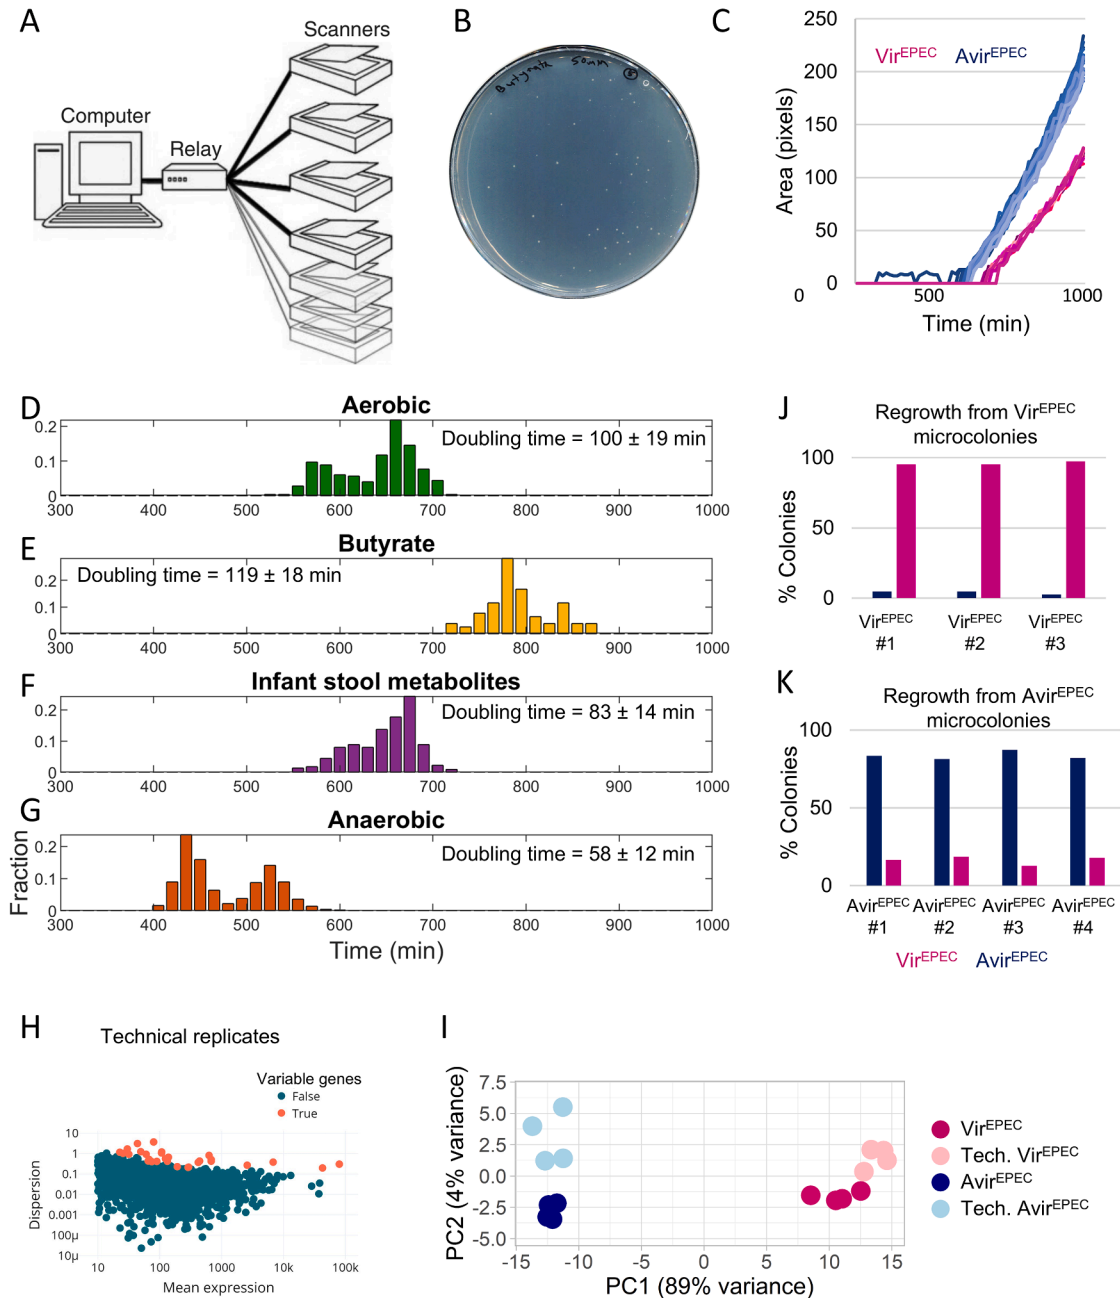 A
Scanners
Computer
Relay
B
Butyrate 50mM
C
250
200
150
100
50
0
Area (pixels)
Vir^EPEC Avir^EPEC
0 500 1000
Time (min)
D
Aerobic
Doubling time = 100 ± 19 min
0.2
0.1
0
300 400 500 600 700 800 900 1000
E
Butyrate
Doubling time = 119 ± 18 min
0.2
0.1
0
300 400 500 600 700 800 900 1000
F
Infant stool metabolites
Doubling time = 83 ± 14 min
0.2
0.1
0
300 400 500 600 700 800 900 1000
G
Anaerobic
Doubling time = 58 ± 12 min
0.2
0.1
0
Fraction
300 400 500 600 700 800 900 1000
Time (min)
J
Regrowth from Vir^EPEC
microcolonies
100
50
0
% Colonies
Vir^EPEC Vir^EPEC Vir^EPEC
#1 #2 #3
K
Regrowth from Avir^EPEC
microcolonies
100
50
0
% Colonies
Avir^EPEC Avir^EPEC Avir^EPEC Avir^EPEC
#1 #2 #3 #4
Vir^EPEC Avir^EPEC
H
Technical replicates
Variable genes
False
True
10
1
0.1
0.01
0.001
100μ
10μ
Dispersion
10 100 1000 10k 100k
Mean expression
I
7.5
5.0
2.5
0.0
-2.5
-5.0
PC2 (4% variance)
-15 -10 -5 0 5 10 15
PC1 (89% variance)
Vir^EPEC
Tech. Vir^EPEC
Avir^EPEC
Tech. Avir^EPEC